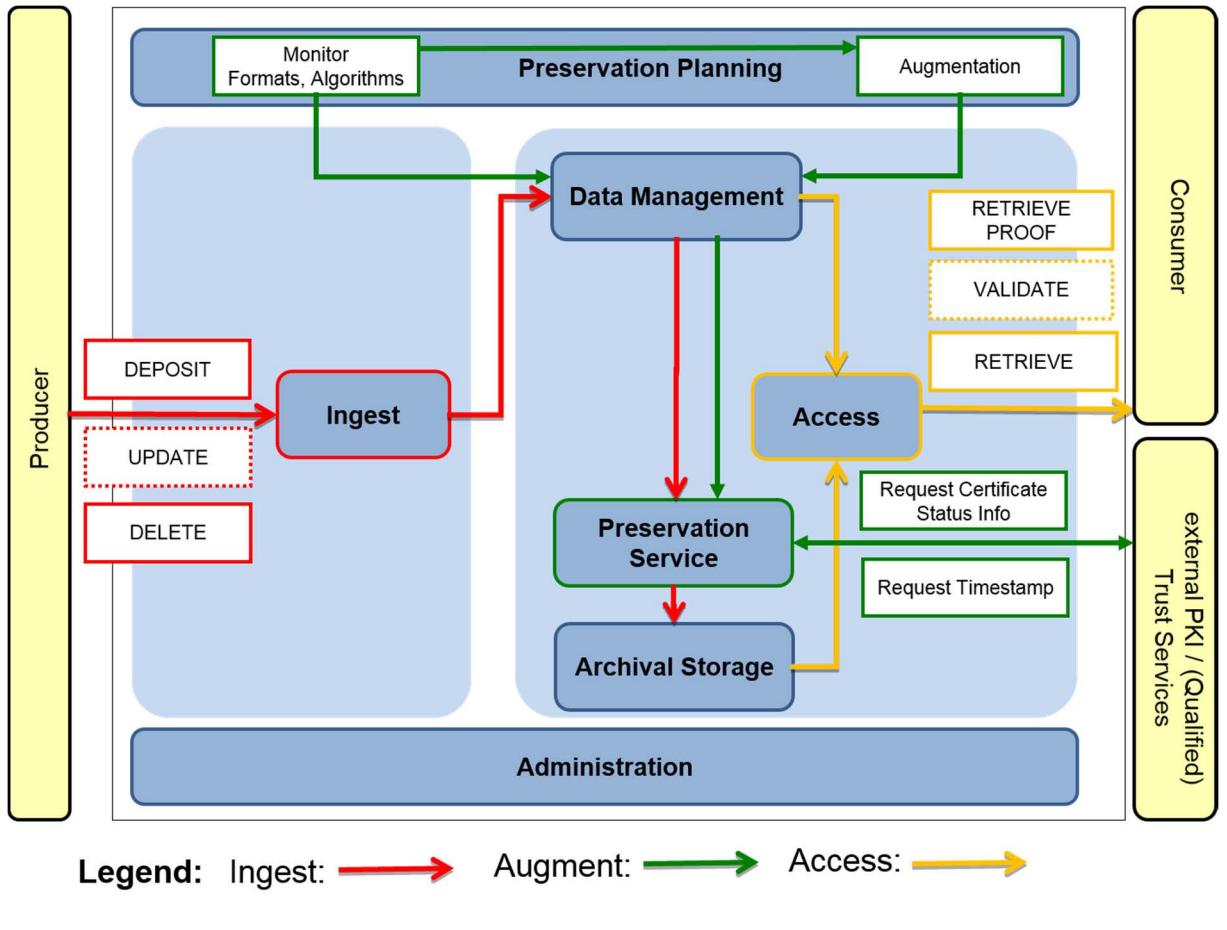 Monitor
Formats, Algorithms
Preservation Planning
Augmentation
Data Management
RETRIEVE
PROOF
VALIDATE
RETRIEVE
Consumer
Producer
DEPOSIT
UPDATE
DELETE
Ingest
Access
Request Certificate
Status Info
Preservation
Service
Request Timestamp
external PKI / (Qualified)
Trust Services
Archival Storage
Administration
Legend: Ingest: Augment: Access: